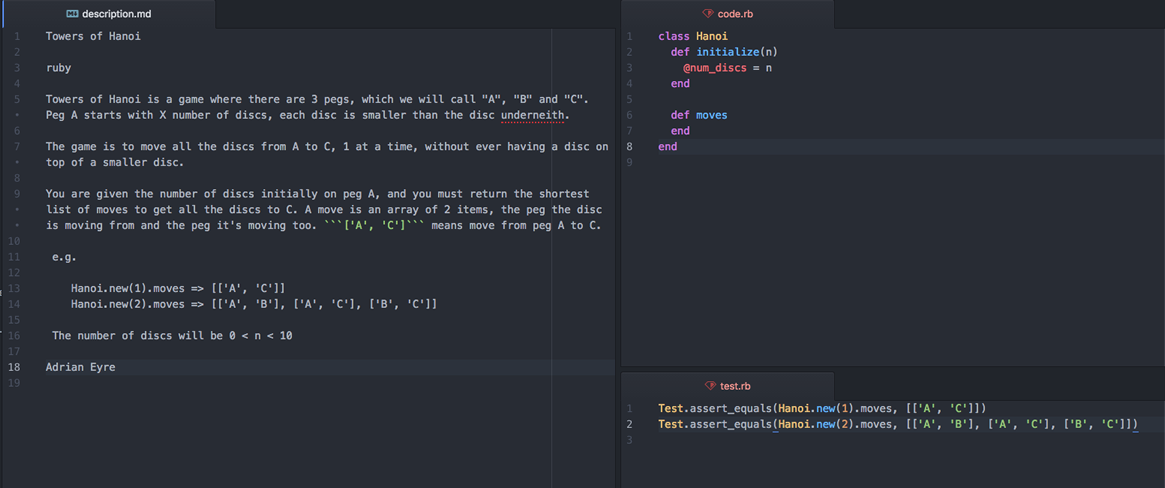 description.md
1 Towers of Hanoi
2
3 ruby
4
5 Towers of Hanoi is a game where there are 3 pegs, which we will call "A", "B" and "C".
• Peg A starts with X number of discs, each disc is smaller than the disc underneith.
6
7 The game is to move all the discs from A to C, 1 at a time, without ever having a disc on
• top of a smaller disc.
8
9 You are given the number of discs initially on peg A, and you must return the shortest
• list of moves to get all the discs to C. A move is an array of 2 items, the peg the disc
• is moving from and the peg it's moving too. ```['A', 'C']``` means move from peg A to C.
10
11 e.g.
12
13 Hanoi.new(1).moves => [['A', 'C']]
14 Hanoi.new(2).moves => [['A', 'B'], ['A', 'C'], ['B', 'C']]
15
16 The number of discs will be 0 < n < 10
17
18 Adrian Eyre
19
code.rb
1 class Hanoi
2 def initialize(n)
3 @num_discs = n
4 end
5
6 def moves
7 end
8 end
9
test.rb
1 Test.assert_equals(Hanoi.new(1).moves, [['A', 'C']])
2 Test.assert_equals(Hanoi.new(2).moves, [['A', 'B'], ['A', 'C'], ['B', 'C']])
3